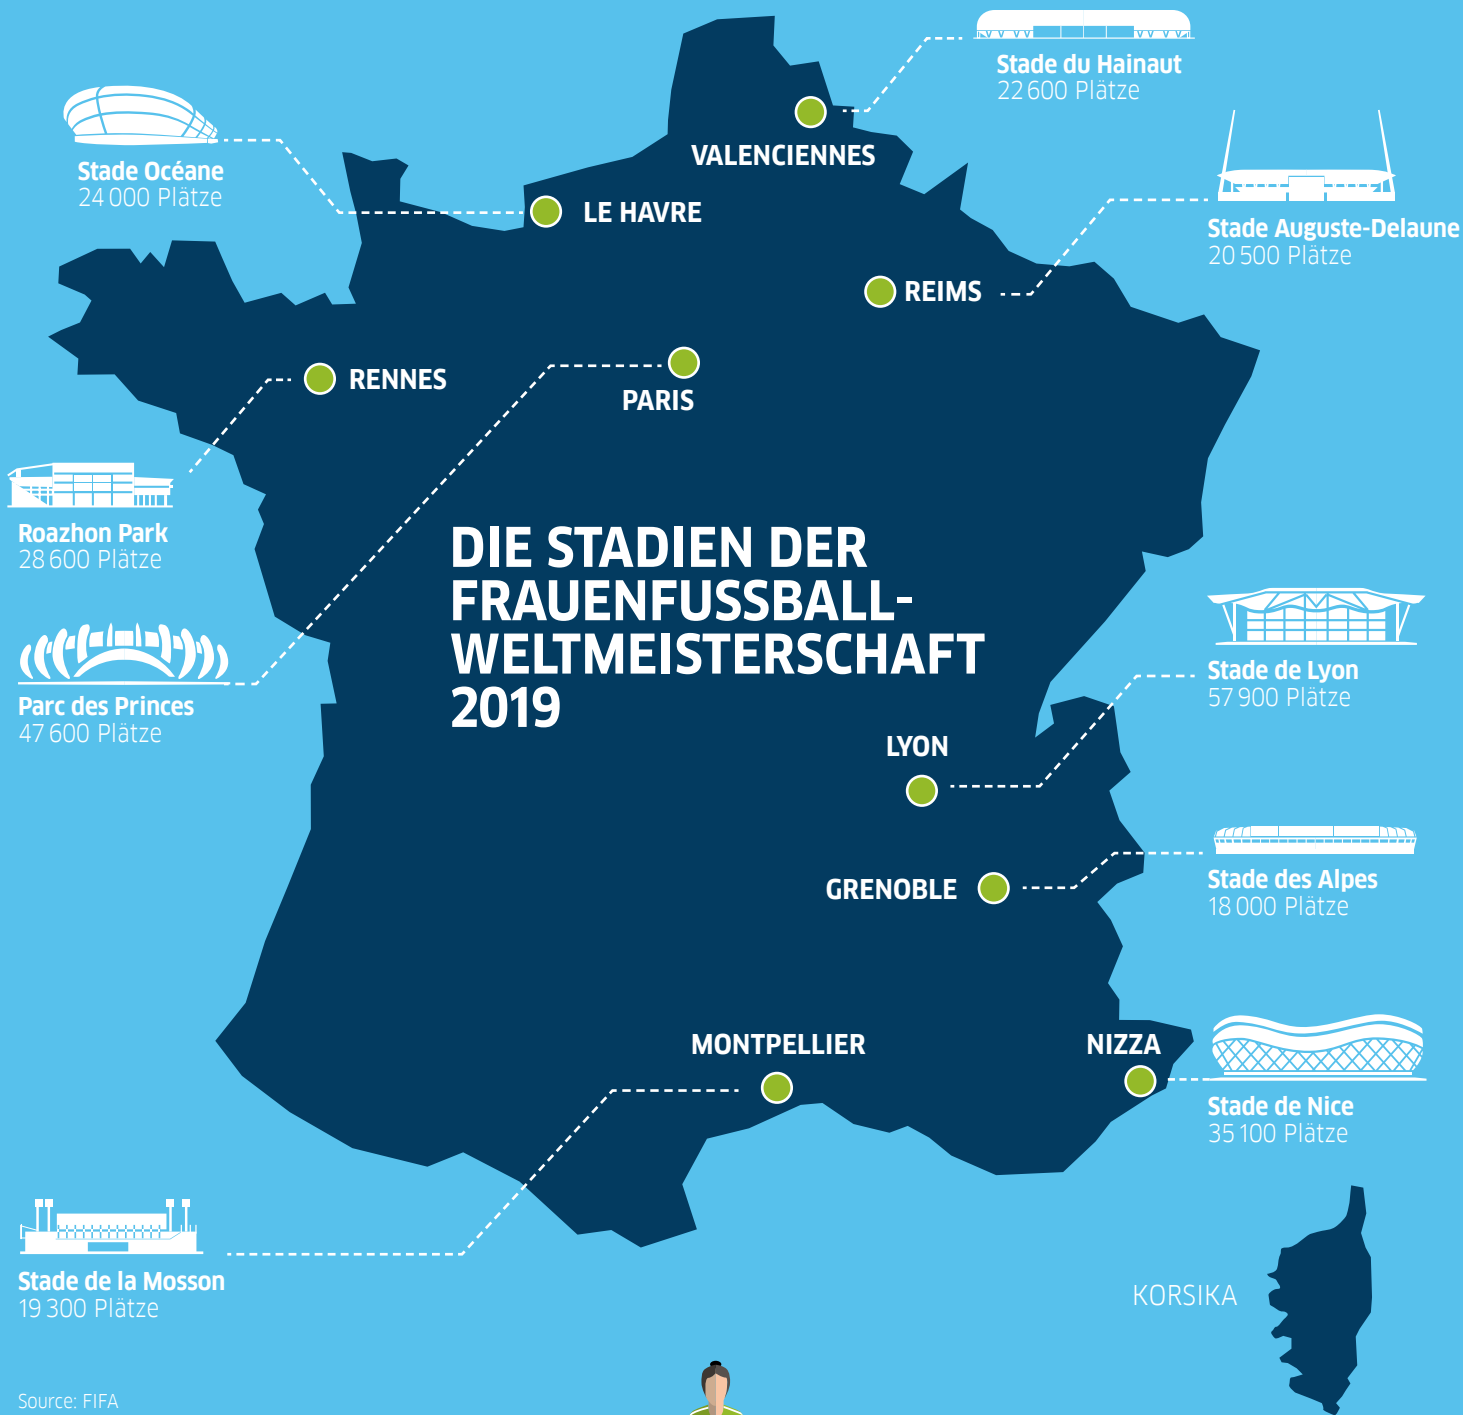 Stade du Hainaut
22 600 Plätze
Stade Océane
24 000 Plätze
VALENCIENNES
LE HAVRE
Stade Auguste-Delaune
20 500 Plätze
REIMS
RENNES
PARIS
Roazhon Park
28 600 Plätze
DIE STADIEN DER
FRAUENFUSSBALL-
WELTMEISTERSCHAFT
2019
Parc des Princes
47 600 Plätze
Stade de Lyon
57 900 Plätze
LYON
GRENOBLE
Stade des Alpes
18 000 Plätze
MONTPELLIER
NIZZA
Stade de Nice
35 100 Plätze
Stade de la Mosson
19 300 Plätze
KORSIKA
Source: FIFA